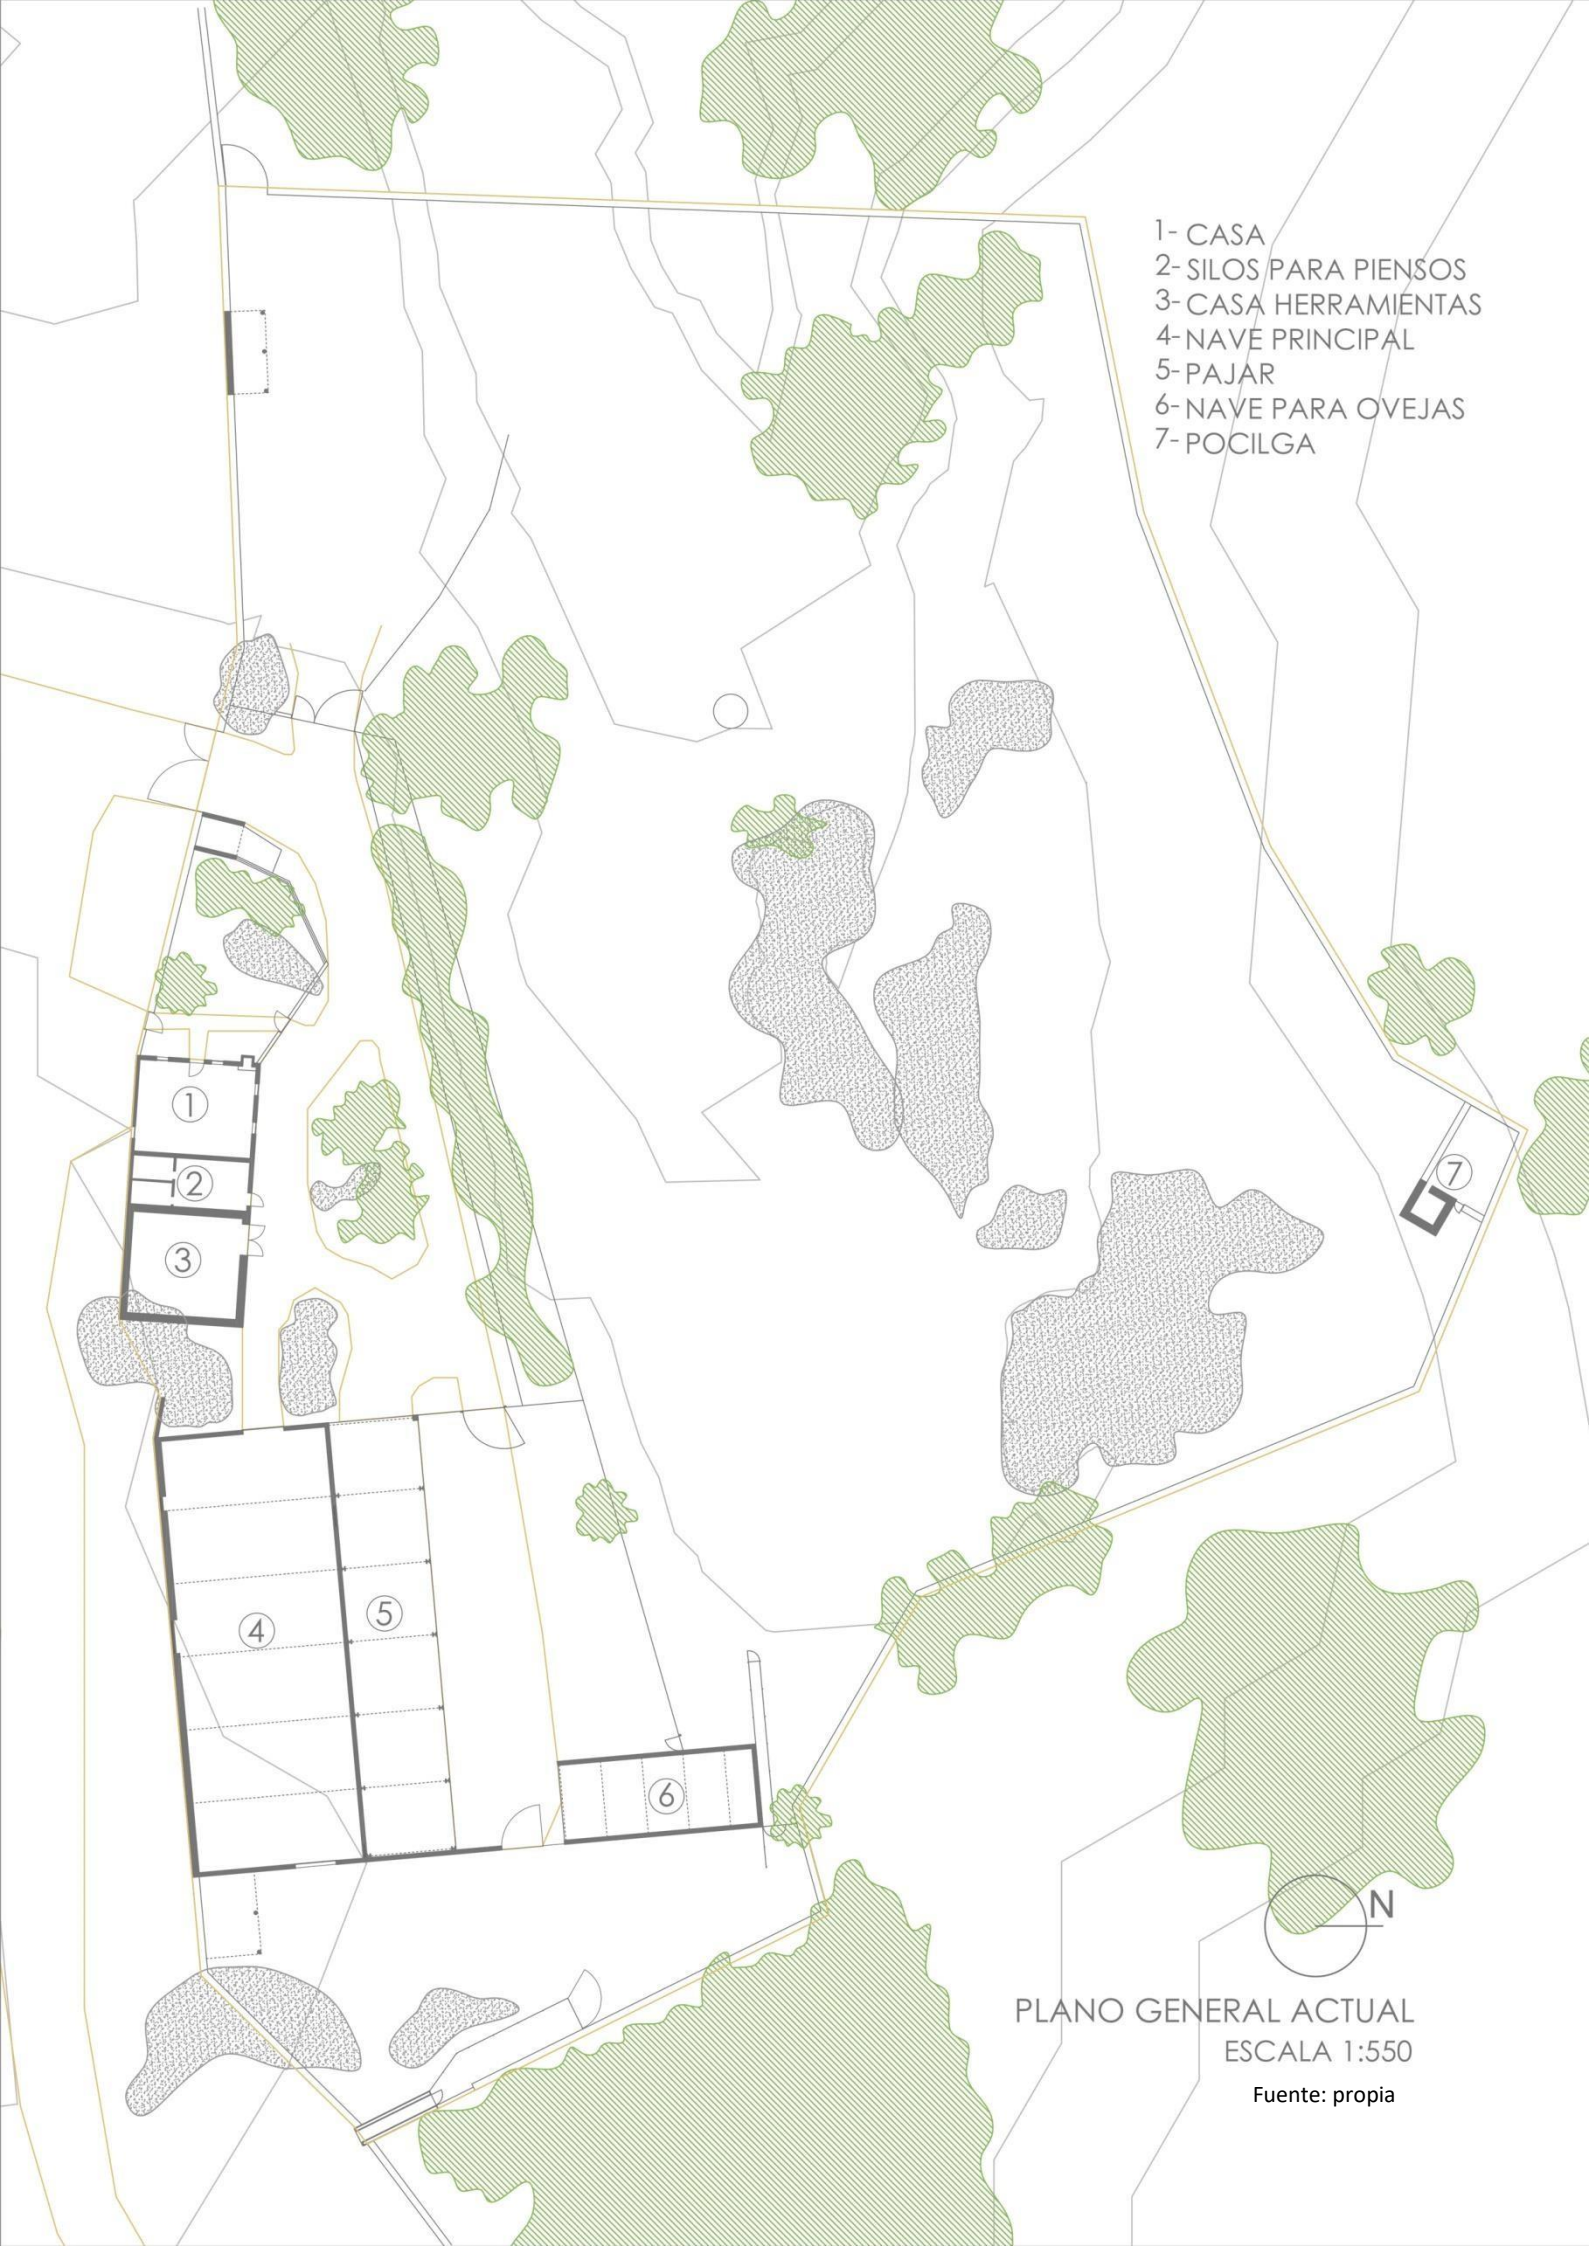 1- CASA
2- SILOS PARA PIENSOS
3- CASA HERRAMIENTAS
4- NAVE PRINCIPAL
5- PAJAR
6- NAVE PARA OVEJAS
7- POCILGA
1
2
7
3
5
4
6
N
PLANO GENERAL ACTUAL
ESCALA 1:550
Fuente: propia